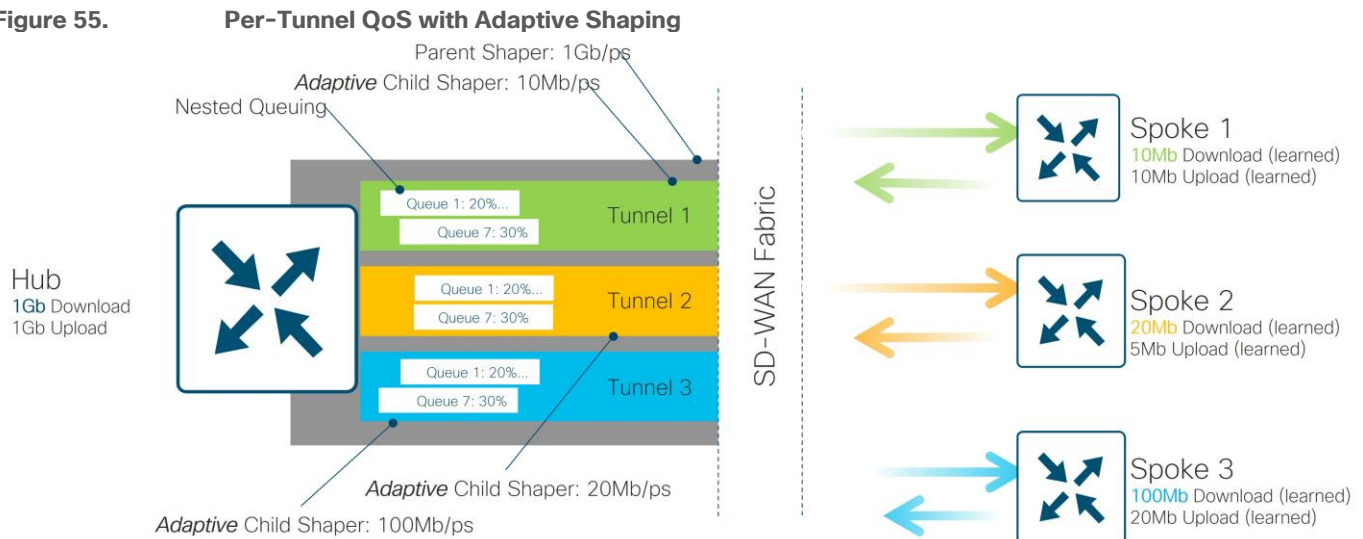 Figure 55. Per-Tunnel QoS with Adaptive Shaping
Parent Shaper: 1Gb/ps
Adaptive Child Shaper: 10Mb/ps
Nested Queuing
Hub
1Gb Download
1Gb Upload
Queue 1: 20%...
Queue 7: 30%
Tunnel 1
Queue 1: 20%...
Queue 7: 30%
Tunnel 2
Queue 1: 20%...
Queue 7: 30%
Tunnel 3
Adaptive Child Shaper: 20Mb/ps
Adaptive Child Shaper: 100Mb/ps
SD-WAN Fabric
Spoke 1
10Mb Download (learned)
10Mb Upload (learned)
Spoke 2
20Mb Download (learned)
5Mb Upload (learned)
Spoke 3
100Mb Download (learned)
20Mb Upload (learned)